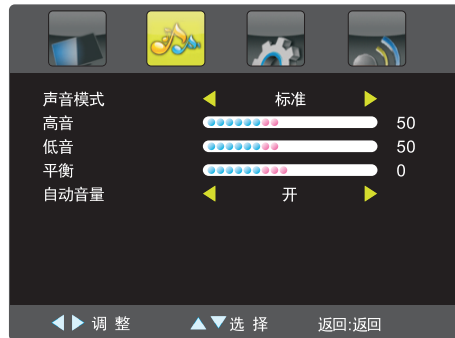 声音模式 标准
高音 50
低音 50
平衡 0
自动音量 开
调 整 选 择 返回:返回